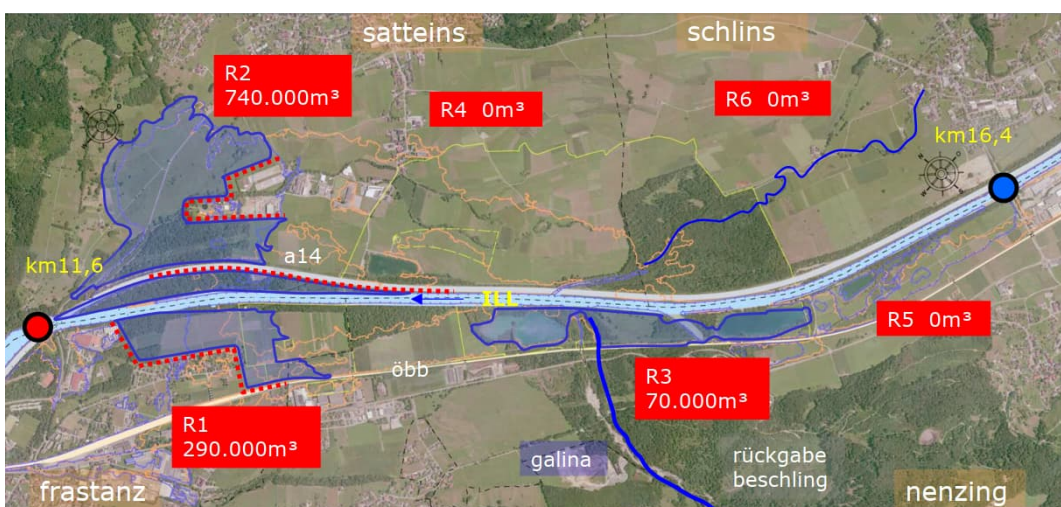 satteins
schlins
R2
740.000m³
R4 0m³
R6 0m³
km16,4
a14
km11,6
ILL
R5 0m³
öbb
R3
70.000m³
R1
290.000m³
galina
rückgabe
beschling
frastanz
nenzing